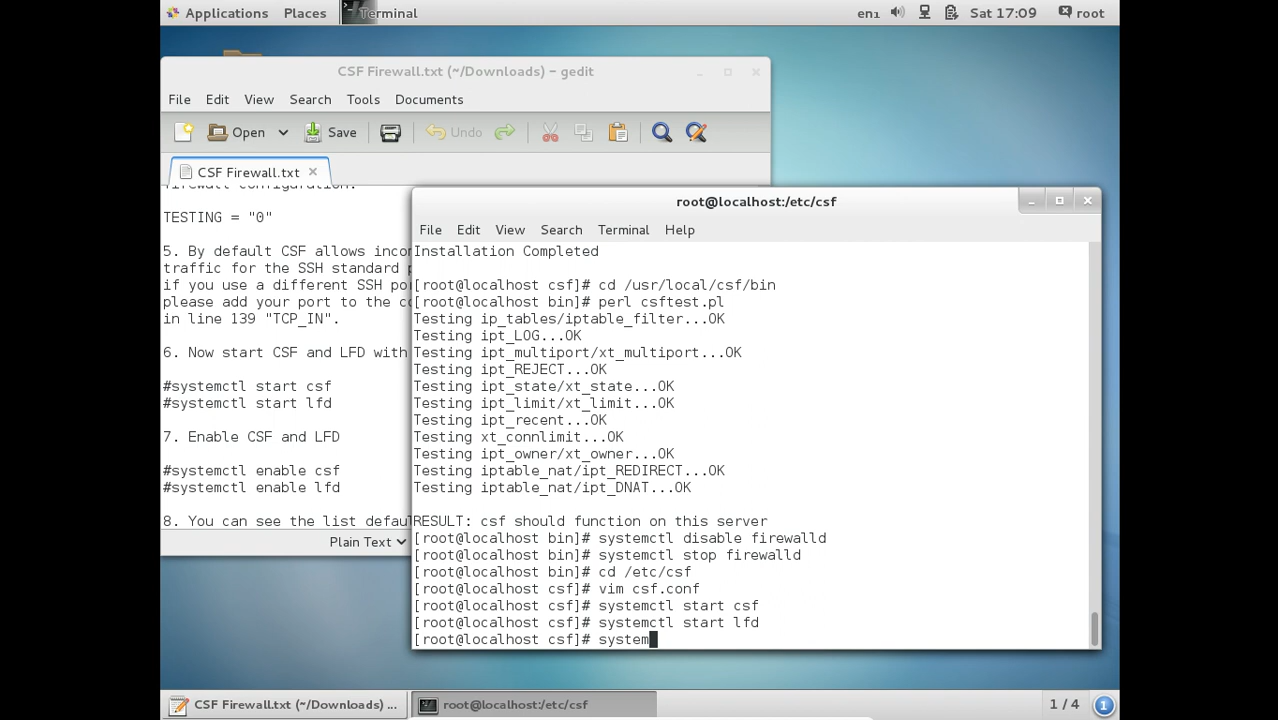 Applications Places Terminal en1 Sat 17:09 root
CSF Firewall.txt (~/Downloads) - gedit
File Edit View Search Tools Documents
Open Save Undo
CSF Firewall.txt
firewall configuration.
TESTING = "0"
5. By default CSF allows inco
traffic for the SSH standard p
if you use a different SSH po
please add your port to the co
in line 139 "TCP_IN".
6. Now start CSF and LFD with
#systemctl start csf
#systemctl start lfd
7. Enable CSF and LFD
#systemctl enable csf
#systemctl enable lfd
8. You can see the list defau
Plain Text
root@localhost:/etc/csf
File Edit View Search Terminal Help
Installation Completed
[root@localhost csf]# cd /usr/local/csf/bin
[root@localhost bin]# perl csftest.pl
Testing ip_tables/iptable_filter...OK
Testing ipt_LOG...OK
Testing ipt_multiport/xt_multiport...OK
Testing ipt_REJECT...OK
Testing ipt_state/xt_state...OK
Testing ipt_limit/xt_limit...OK
Testing ipt_recent...OK
Testing xt_connlimit...OK
Testing ipt_owner/xt_owner...OK
Testing iptable_nat/ipt_REDIRECT...OK
Testing iptable_nat/ipt_DNAT...OK
RESULT: csf should function on this server
[root@localhost bin]# systemctl disable firewalld
[root@localhost bin]# systemctl stop firewalld
[root@localhost bin]# cd /etc/csf
[root@localhost csf]# vim csf.conf
[root@localhost csf]# systemctl start csf
[root@localhost csf]# systemctl start lfd
[root@localhost csf]# system
CSF Firewall.txt (~/Downloads) ... root@localhost:/etc/csf 1 / 4 1